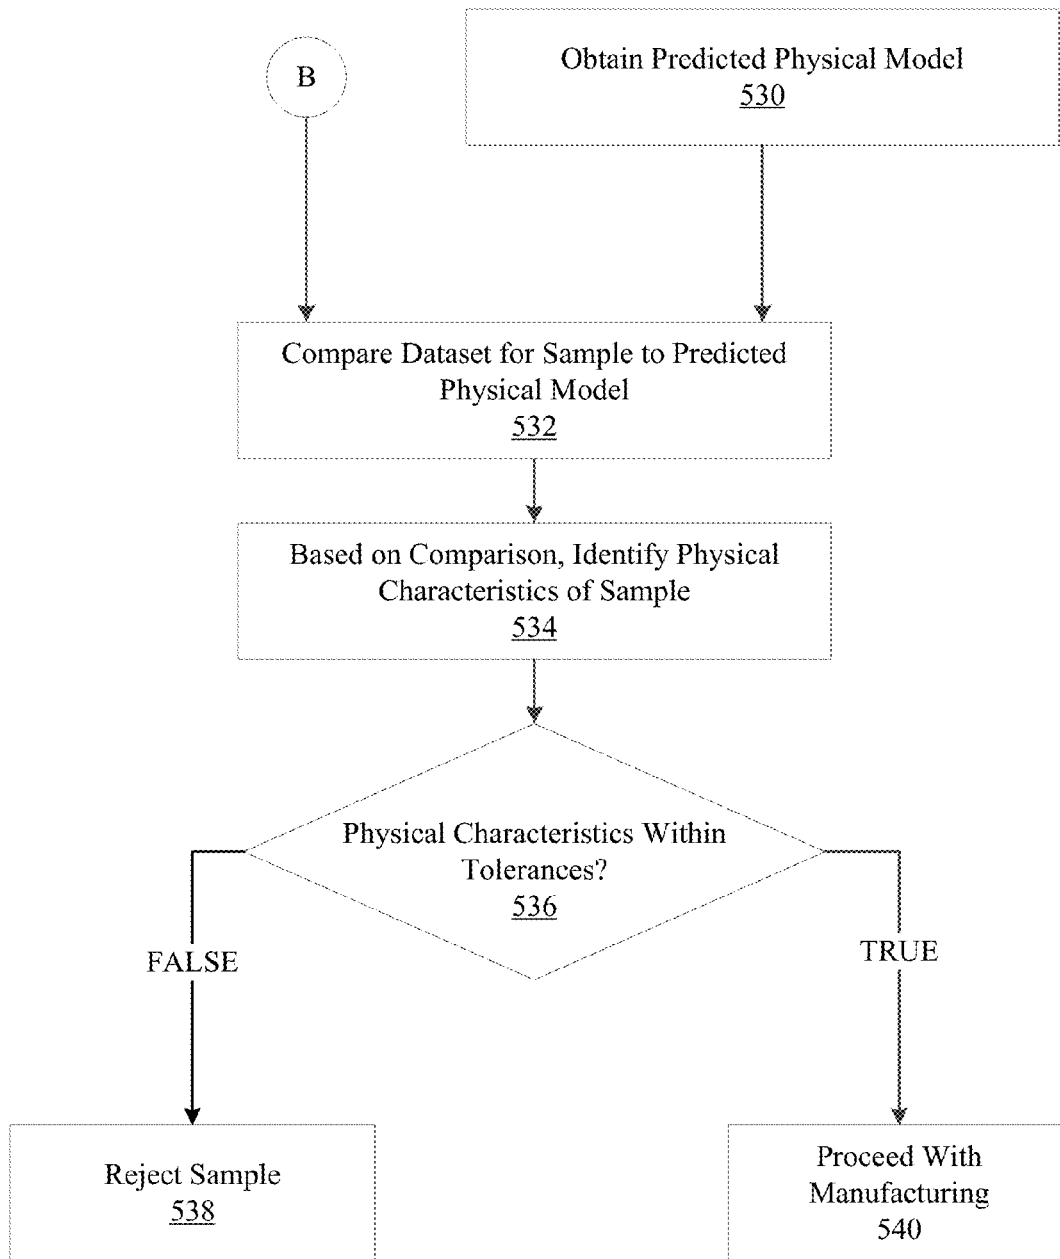 B
Obtain Predicted Physical Model
530
Compare Dataset for Sample to Predicted
Physical Model
532
Based on Comparison, Identify Physical
Characteristics of Sample
534
Physical Characteristics Within
Tolerances?
536
FALSE
TRUE
Reject Sample
538
Proceed With
Manufacturing
540